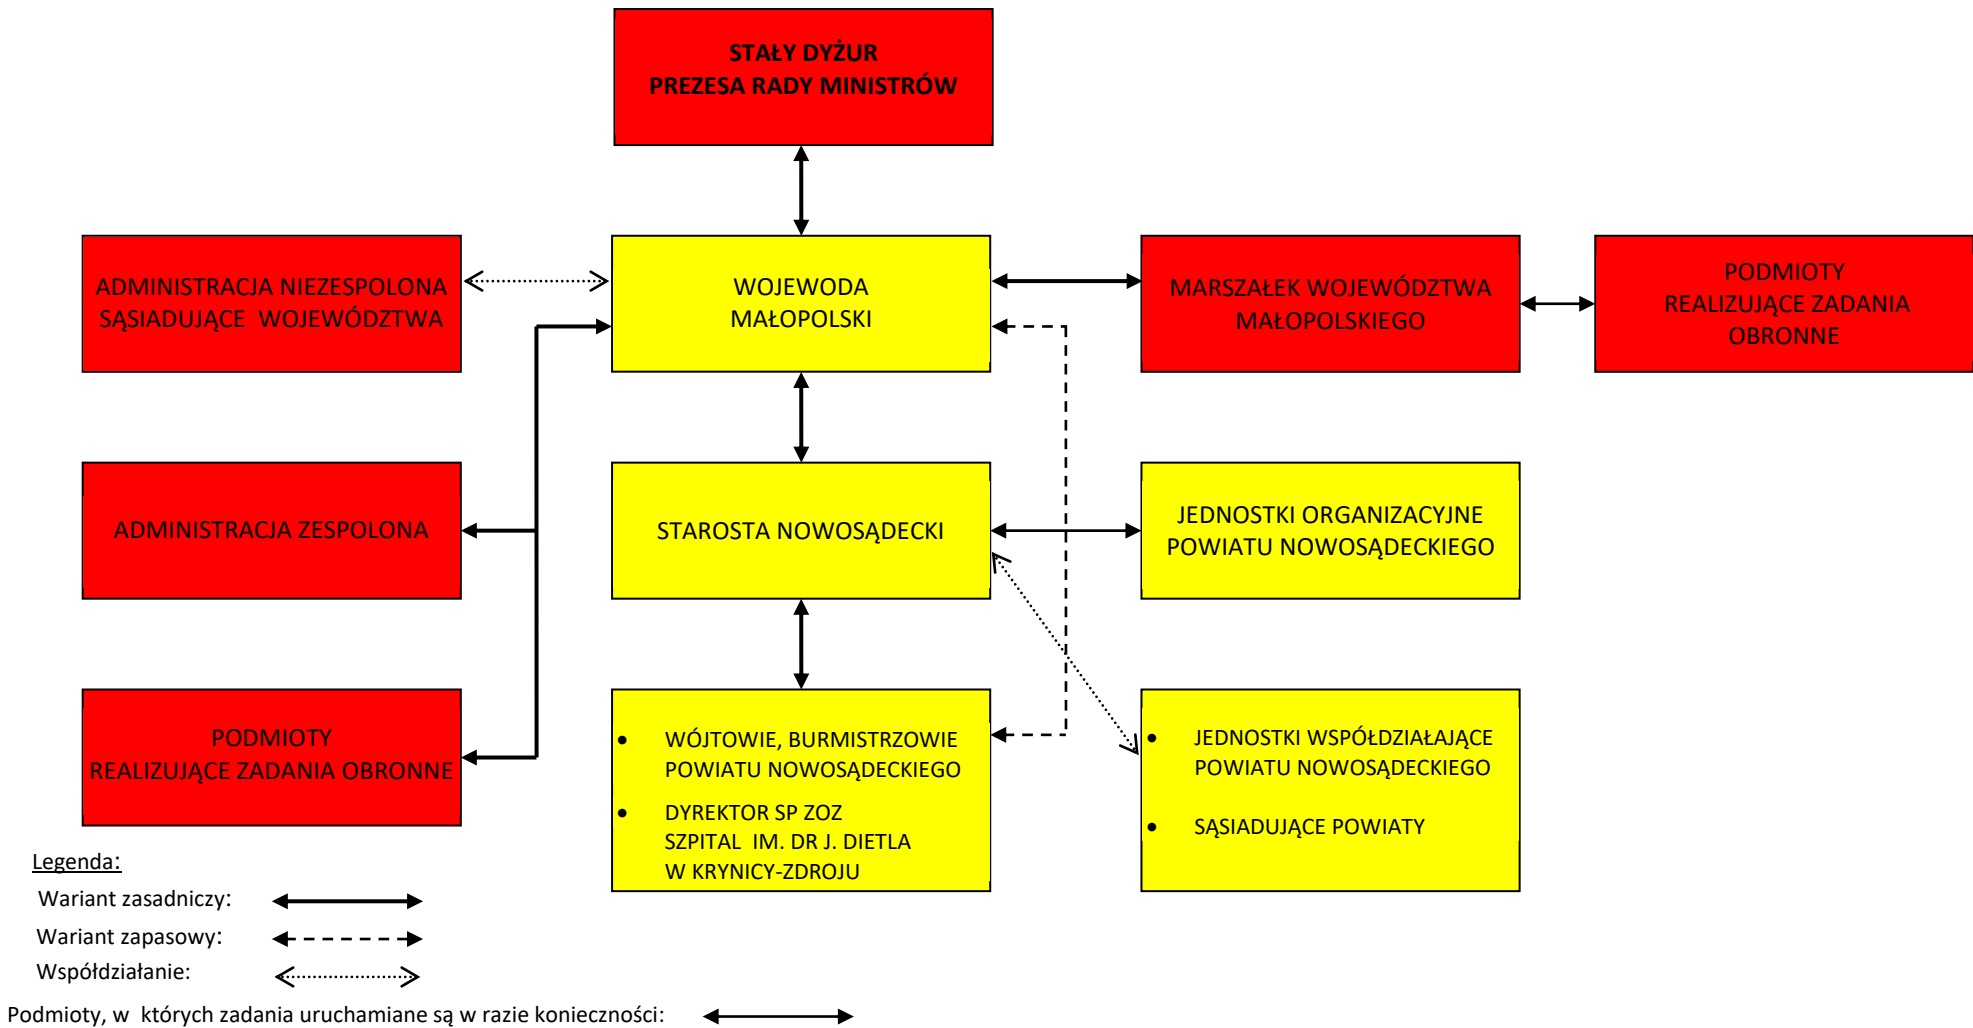 STAŁY DYŻUR
PREZESA RADY MINISTRÓW
ADMINISTRACJA NIEZESPOLONA
SĄSIADUJĄCE WOJEWÓDZTWA
WOJEWODA
MAŁOPOLSKI
MARSZAŁEK WOJEWÓDZTWA
MAŁOPOLSKIEGO
PODMIOTY
REALIZUJĄCE ZADANIA
OBRONNE
ADMINISTRACJA ZESPOLONA
STAROSTA NOWOSĄDECKI
JEDNOSTKI ORGANIZACYJNE
POWIATU NOWOSĄDECKIEGO
PODMIOTY
REALIZUJĄCE ZADANIA OBRONNE
• WÓJTOWIE, BURMISTRZOWIE
POWIATU NOWOSĄDECKIEGO
• DYREKTOR SP ZOZ
SZPITAL IM. DR J. DIETLA
W KRYNICY-ZDROJU
• JEDNOSTKI WSPÓŁDZIAŁAJĄCE
POWIATU NOWOSĄDECKIEGO
• SĄSIADUJĄCE POWIATY
Legenda:
Wariant zasadniczy:
Wariant zapasowy:
Współdziałanie:
Podmioty, w których zadania uruchamiane są w razie konieczności: